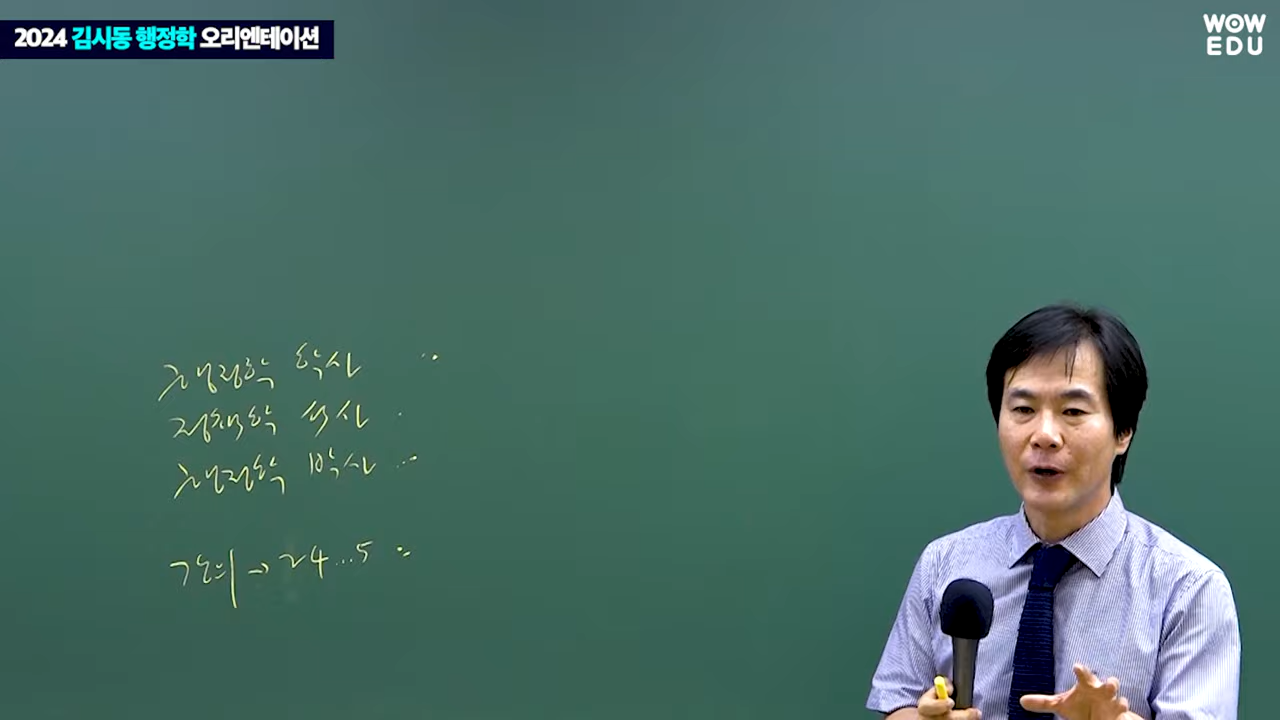 2024 김시동 행정학 오리엔테이션
WOW
EDU
행정학 학사 ..
정책학 석사 .
행정학 박사 ...
강의 → 24...5